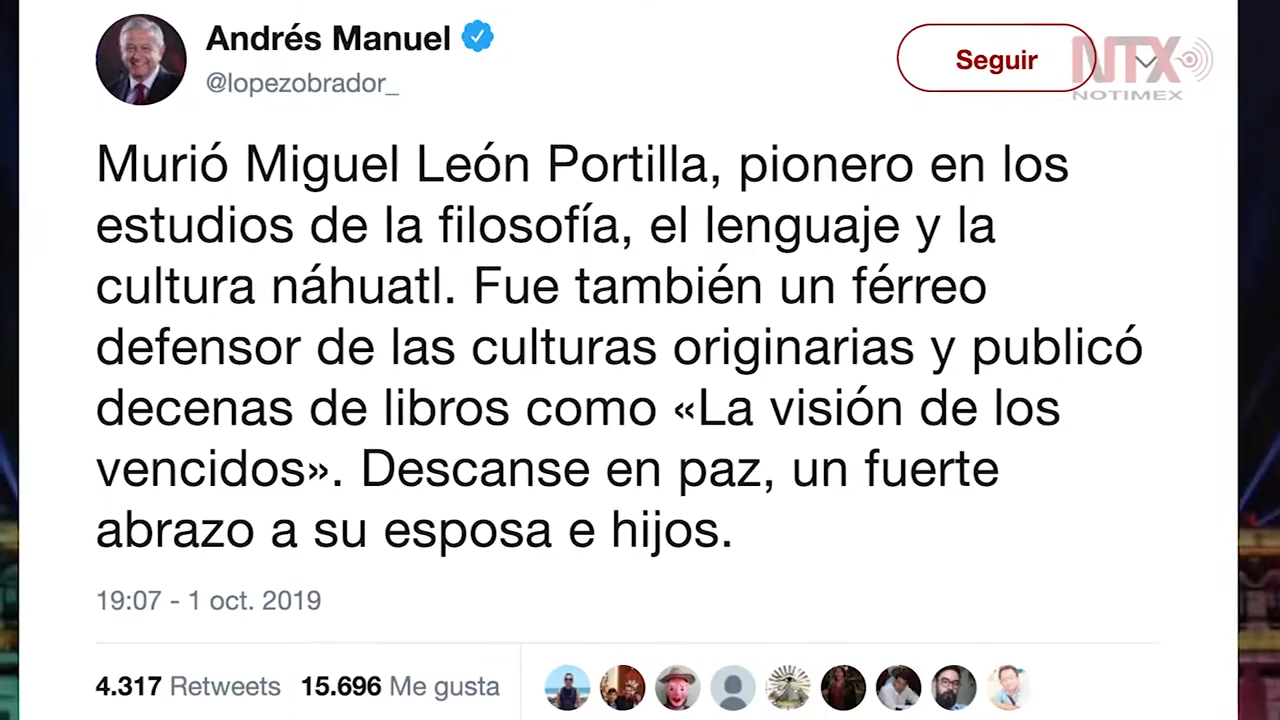 Andrés Manuel
@lopezobrador_
Seguir
NTX
NOTIMEX
Murió Miguel León Portilla, pionero en los
estudios de la filosofía, el lenguaje y la
cultura náhuatl. Fue también un férreo
defensor de las culturas originarias y publicó
decenas de libros como «La visión de los
vencidos». Descanse en paz, un fuerte
abrazo a su esposa e hijos.
19:07 - 1 oct. 2019
4.317 Retweets 15.696 Me gusta